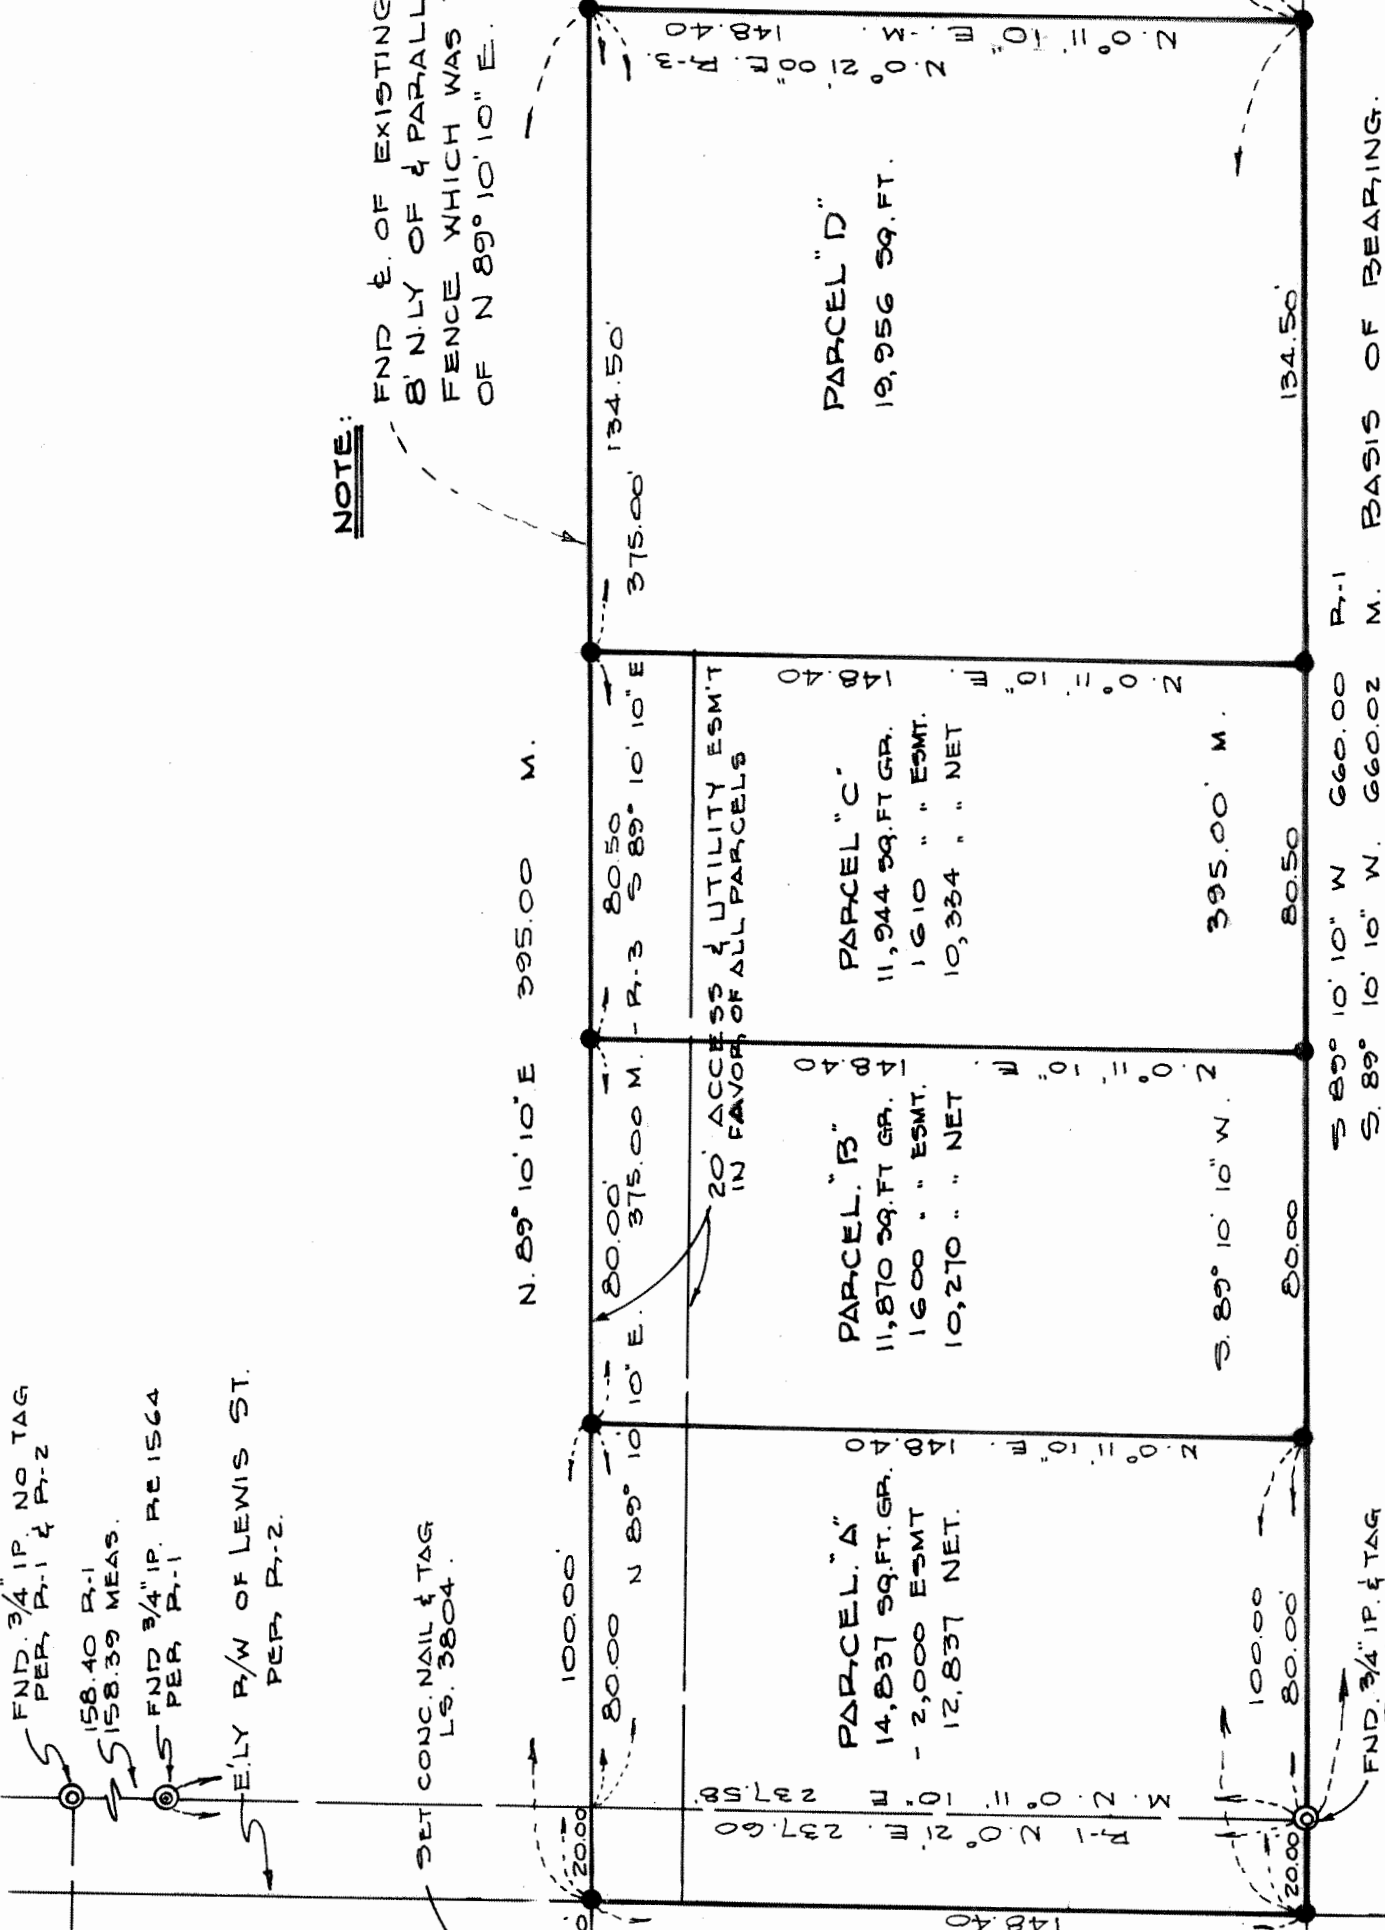 FND. 3/4" IP. NO TAG
PER. R-1 & R-2
158.40 R-1
158.39 MEAS.
FND 3/4" IP. RE 1564
PER R-1
E'LY R/W OF LEWIS ST.
PER R-2.
SET CONC. NAIL & TAG
LS. 3804.
NOTE:
OF EXISTING
8' N'LY OF & PARALL
FENCE WHICH WAS
OF N 89° 10' 10" E.
N. 89° 10' 10" E 395.00 M.
100.00'
20.00
80.00
80.00'
80.50
134.50'
N 89° 10' 10" E. 375.00 M. - R-3 S 89° 10' 10" E 375.00'
20' ACCESS & UTILITY ESM'T
IN FAVOR OF ALL PARCELS
PARCEL "A"
14,837 SQ.FT. GR.
- 2,000 ESMT
12,837 NET.
PARCEL "B"
11,870 SQ.FT GR.
1600 " " ESMT.
10,270 " " NET
PARCEL "C"
11,944 SQ.FT GR.
1610 " " ESMT.
10,334 " " NET
PARCEL "D"
19,956 SQ. FT.
148.40
R-1 N. 0° 21' E. 237.60
M. N. 0° 11' 10" E 237.58'
N. 0° 11' 10" E. 148.40
N. 0° 11' 10" E. 148.40
N. 0° 11' 10" E. 148.40
N. 0° 11' 10" E. -M. 148.40
N. 0° 21' 00" E. R-3.
S. 89° 10' 10" W. 395.00' M.
100.00
20.00
80.00'
80.00
80.50
134.50'
S 89° 10' 10" W 660.00 R-1
S. 89° 10' 10" W. 660.02 M. BASIS OF BEARING.
FND. 3/4" IP. & TAG